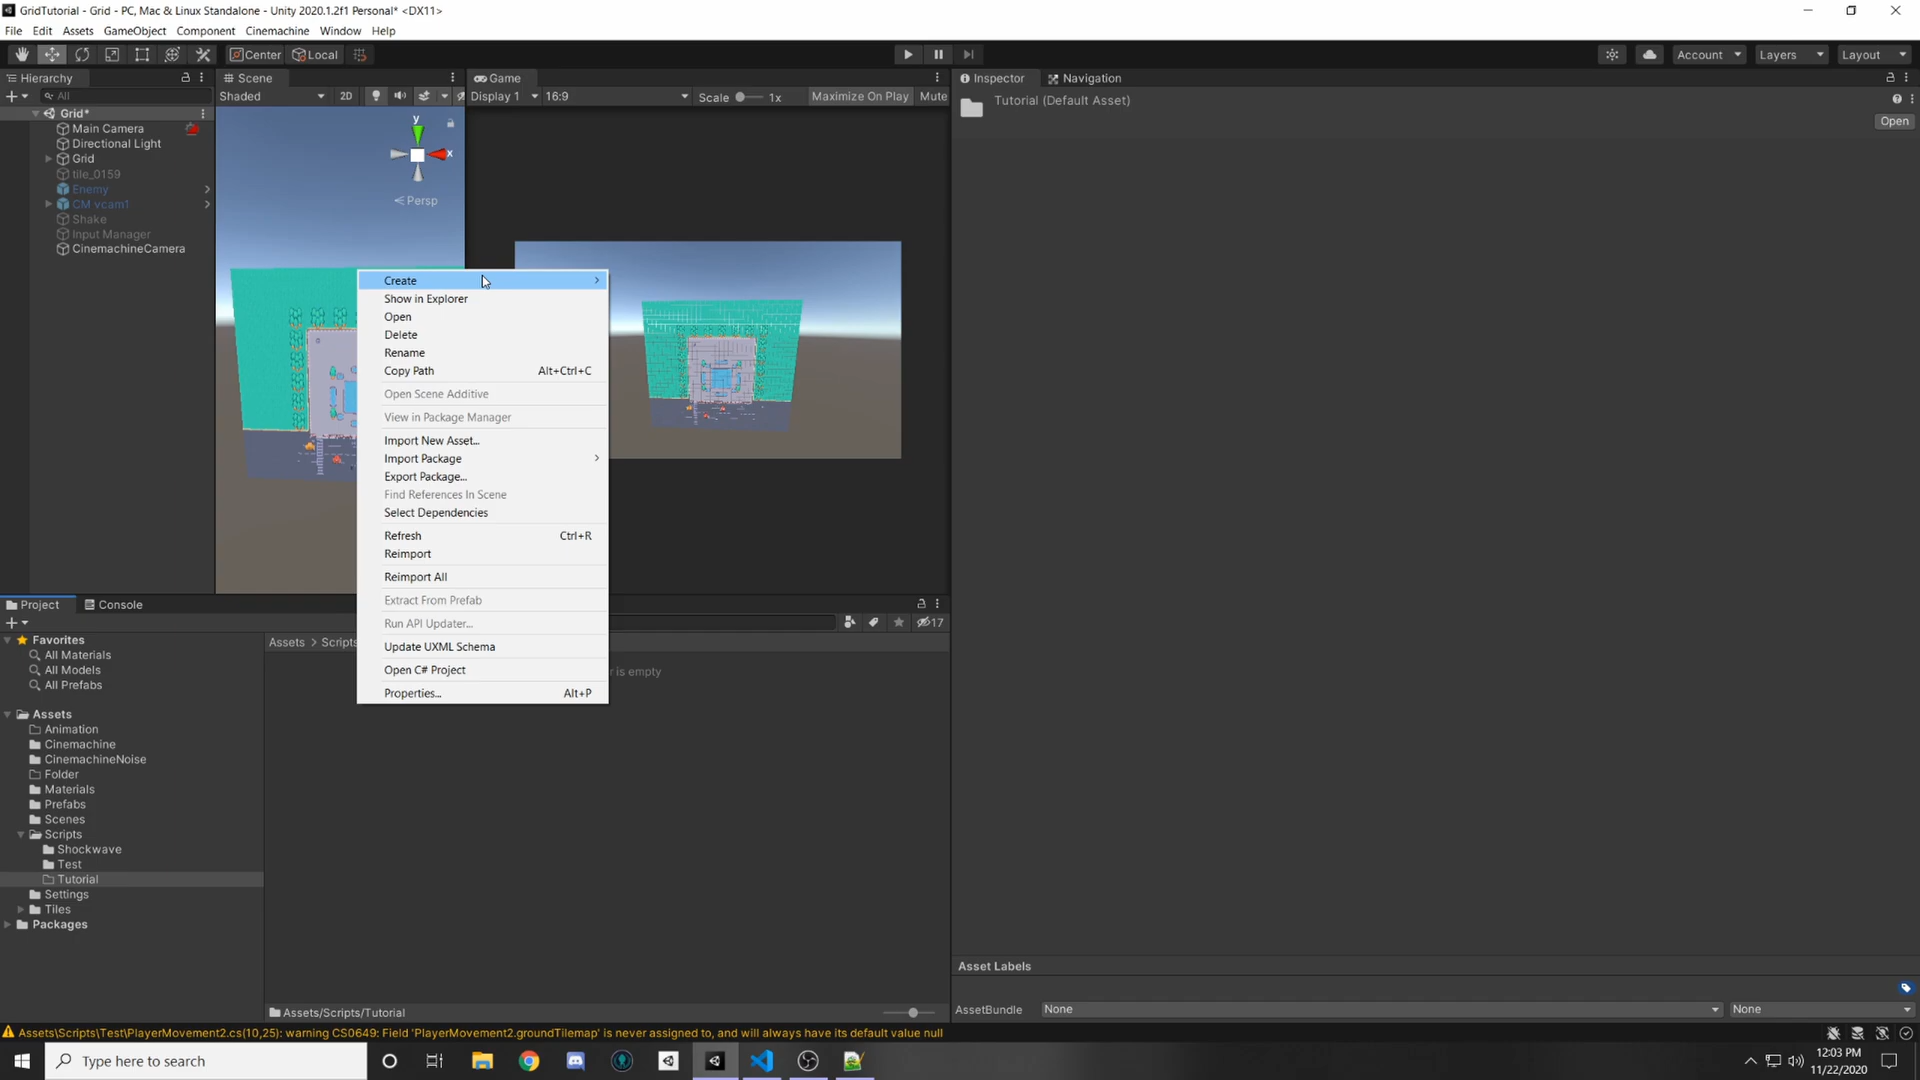 GridTutorial - Grid - PC, Mac & Linux Standalone - Unity 2020.1.2f1 Personal* <DX11>
File Edit Assets GameObject Component Cinemachine Window Help
Center Local Account Layers Layout
Hierarchy Scene Game Inspector Navigation
All Shaded 2D Display 1 16:9 Scale 1x Maximize On Play Mute
Tutorial (Default Asset)
Open
Grid*
Main Camera
Directional Light
Grid
tile_0159
Enemy
CM vcam1
Shake
Input Manager
CinemachineCamera
y
x
Persp
Create
Show in Explorer
Open
Delete
Rename
Copy Path Alt+Ctrl+C
Open Scene Additive
View in Package Manager
Import New Asset...
Import Package
Export Package...
Find References In Scene
Select Dependencies
Refresh Ctrl+R
Reimport
Reimport All
Extract From Prefab
Run API Updater...
Update UXML Schema
Open C# Project
Properties... Alt+P
Project Console
17
Favorites
All Materials
All Models
All Prefabs
Assets > Scripts
r is empty
Assets
Animation
Cinemachine
CinemachineNoise
Folder
Materials
Prefabs
Scenes
Scripts
Shockwave
Test
Tutorial
Settings
Tiles
Packages
Assets/Scripts/Tutorial
Asset Labels
AssetBundle None None
Assets\Scripts\Test\PlayerMovement2.cs(10,25): warning CS0649: Field 'PlayerMovement2.groundTilemap' is never assigned to, and will always have its default value null
Type here to search
12:03 PM
11/22/2020